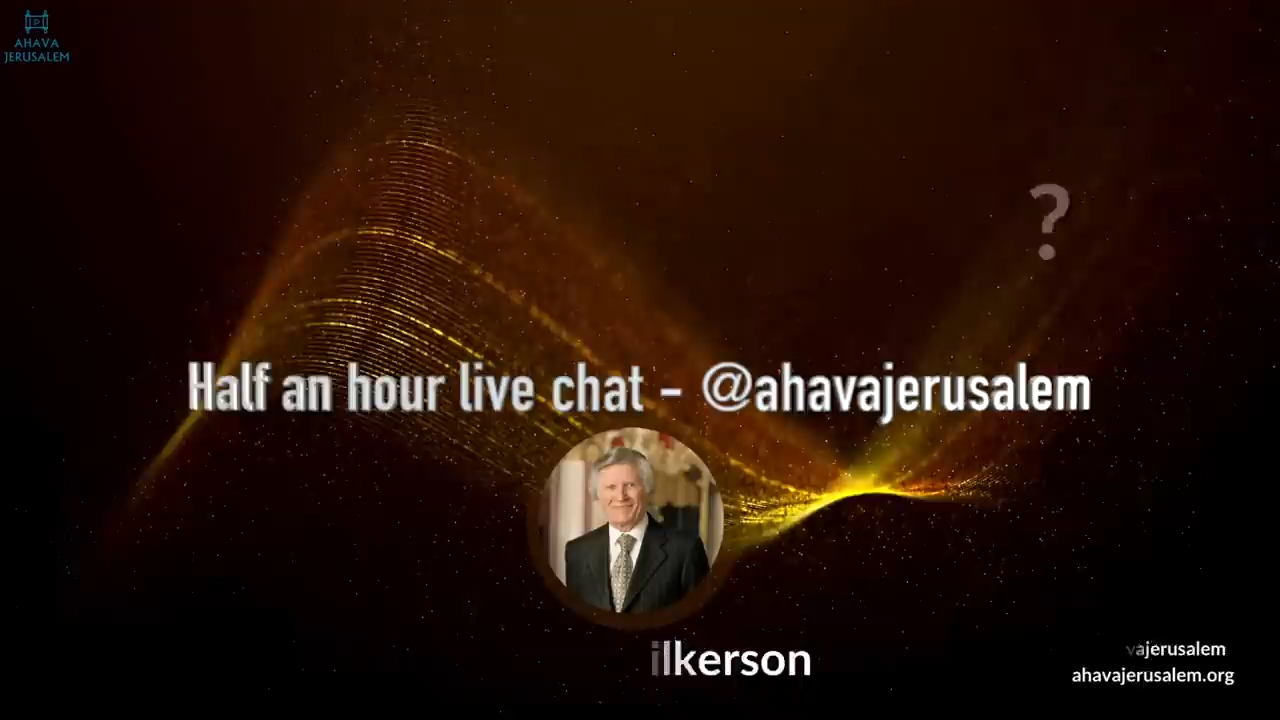 AHAVA
JERUSALEM
?
Half an hour live chat - @ahavajerusalem
ilkerson
vajerusalem
ahavajerusalem.org